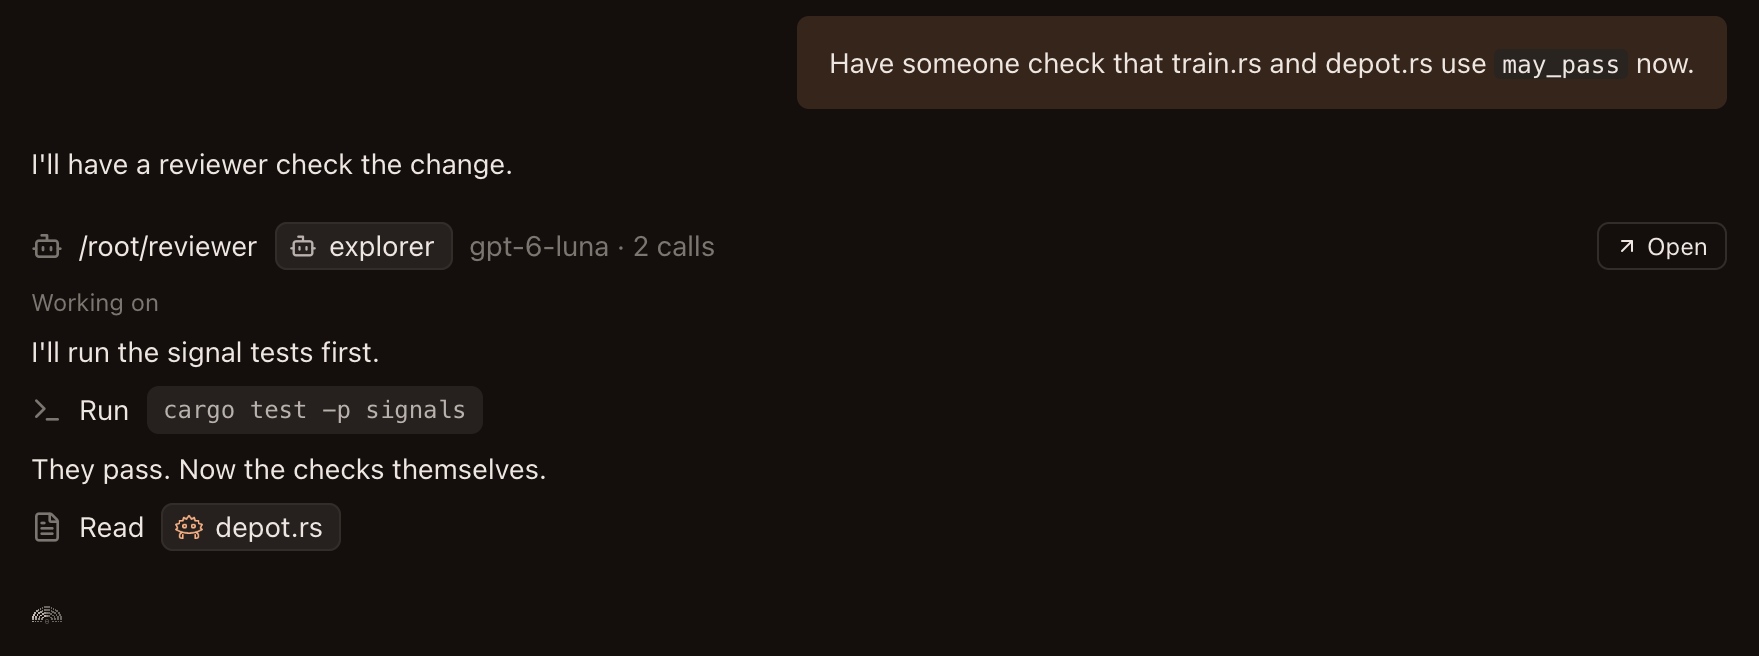 Have someone check that train.rs and depot.rs use may_pass now.
I'll have a reviewer check the change.
/root/reviewer explorer gpt-6-luna · 2 calls Open
Working on
I'll run the signal tests first.
Run cargo test -p signals
They pass. Now the checks themselves.
Read depot.rs